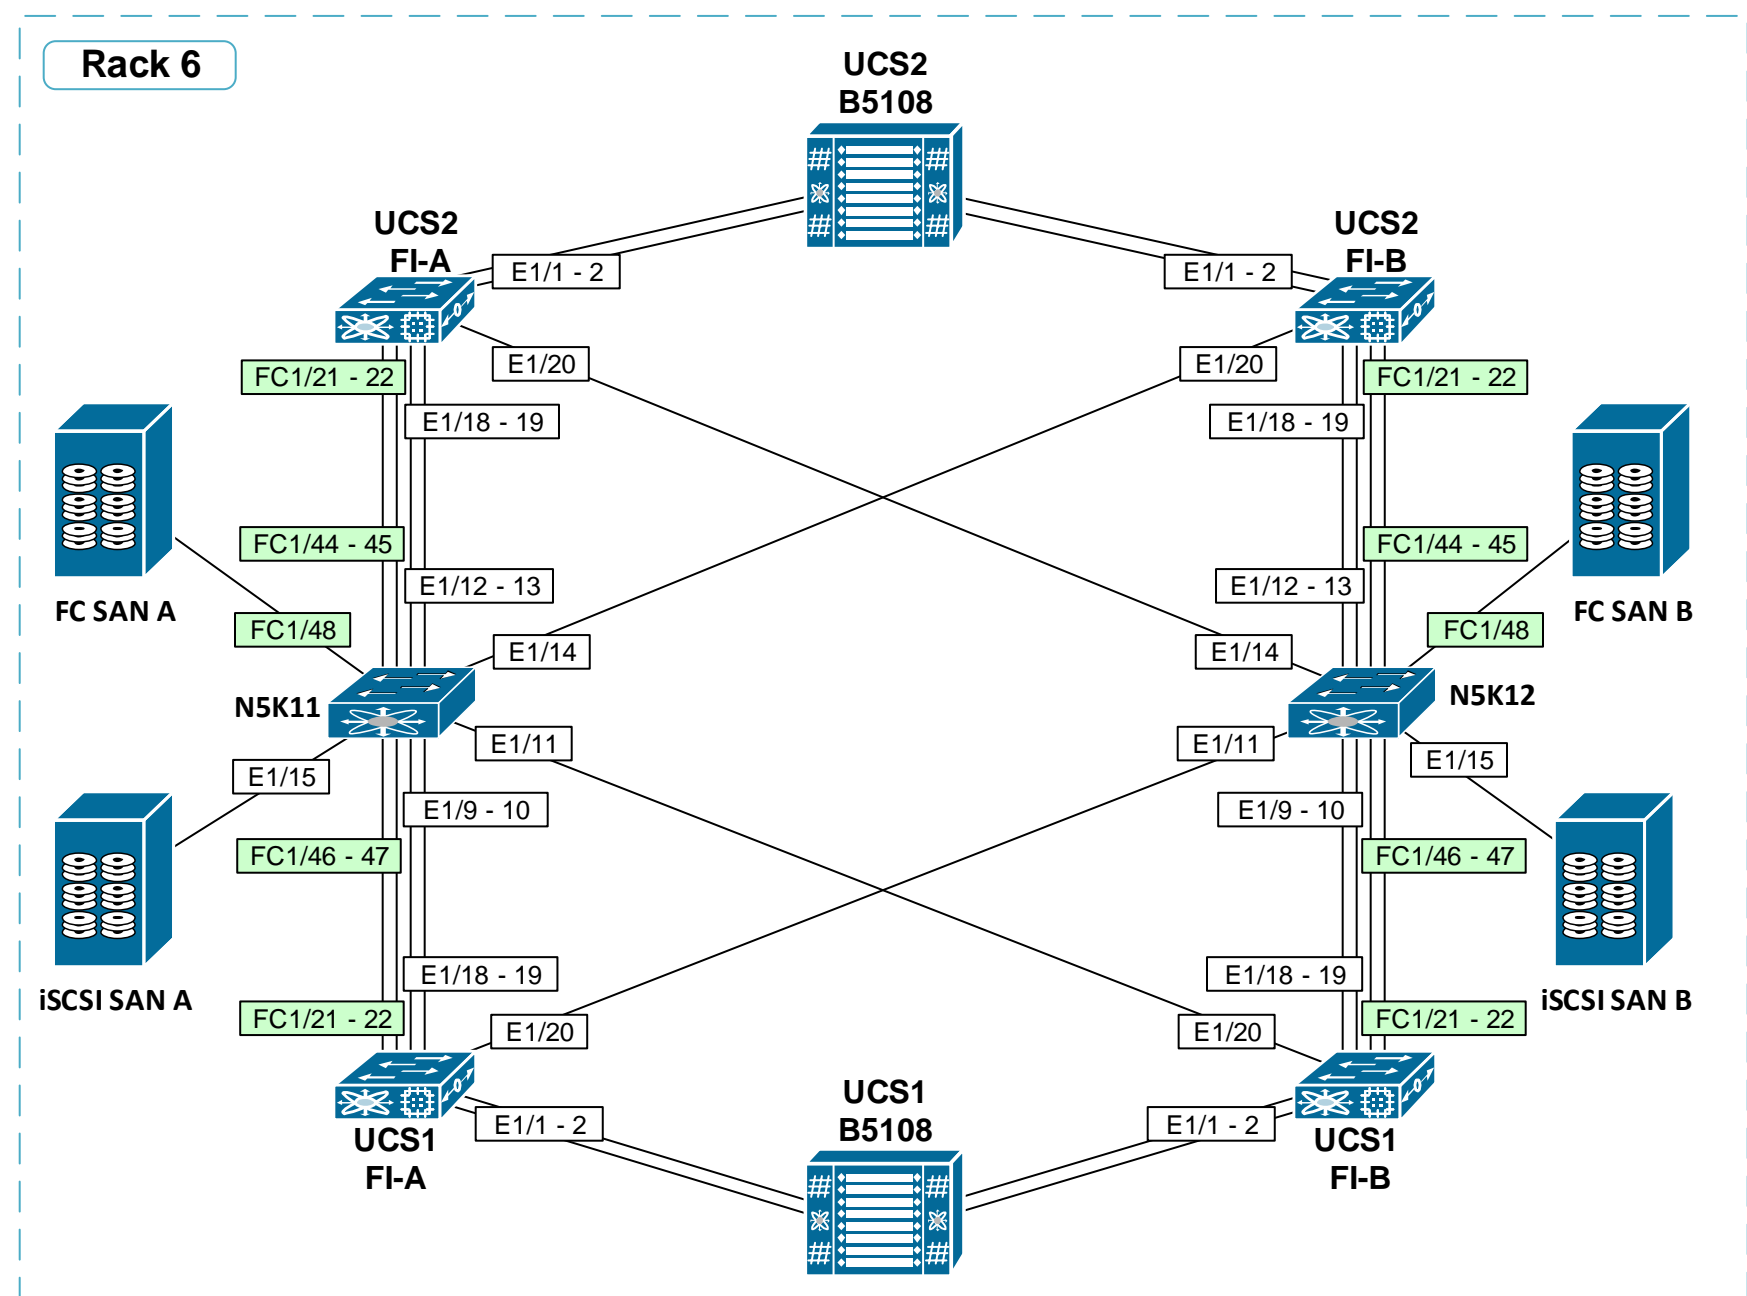 Rack 6
UCS2
B5108
UCS2
FI-A
UCS2
FI-B
E1/1 - 2
E1/1 - 2
E1/20
E1/20
FC1/21 - 22
FC1/21 - 22
E1/18 - 19
E1/18 - 19
FC1/44 - 45
FC1/44 - 45
E1/12 - 13
E1/12 - 13
FC SAN A
FC SAN B
FC1/48
FC1/48
E1/14
E1/14
N5K11
N5K12
E1/11
E1/11
E1/15
E1/15
E1/9 - 10
E1/9 - 10
FC1/46 - 47
FC1/46 - 47
E1/18 - 19
E1/18 - 19
iSCSI SAN A
iSCSI SAN B
FC1/21 - 22
FC1/21 - 22
E1/20
E1/20
UCS1
B5108
E1/1 - 2
E1/1 - 2
UCS1
FI-A
UCS1
FI-B